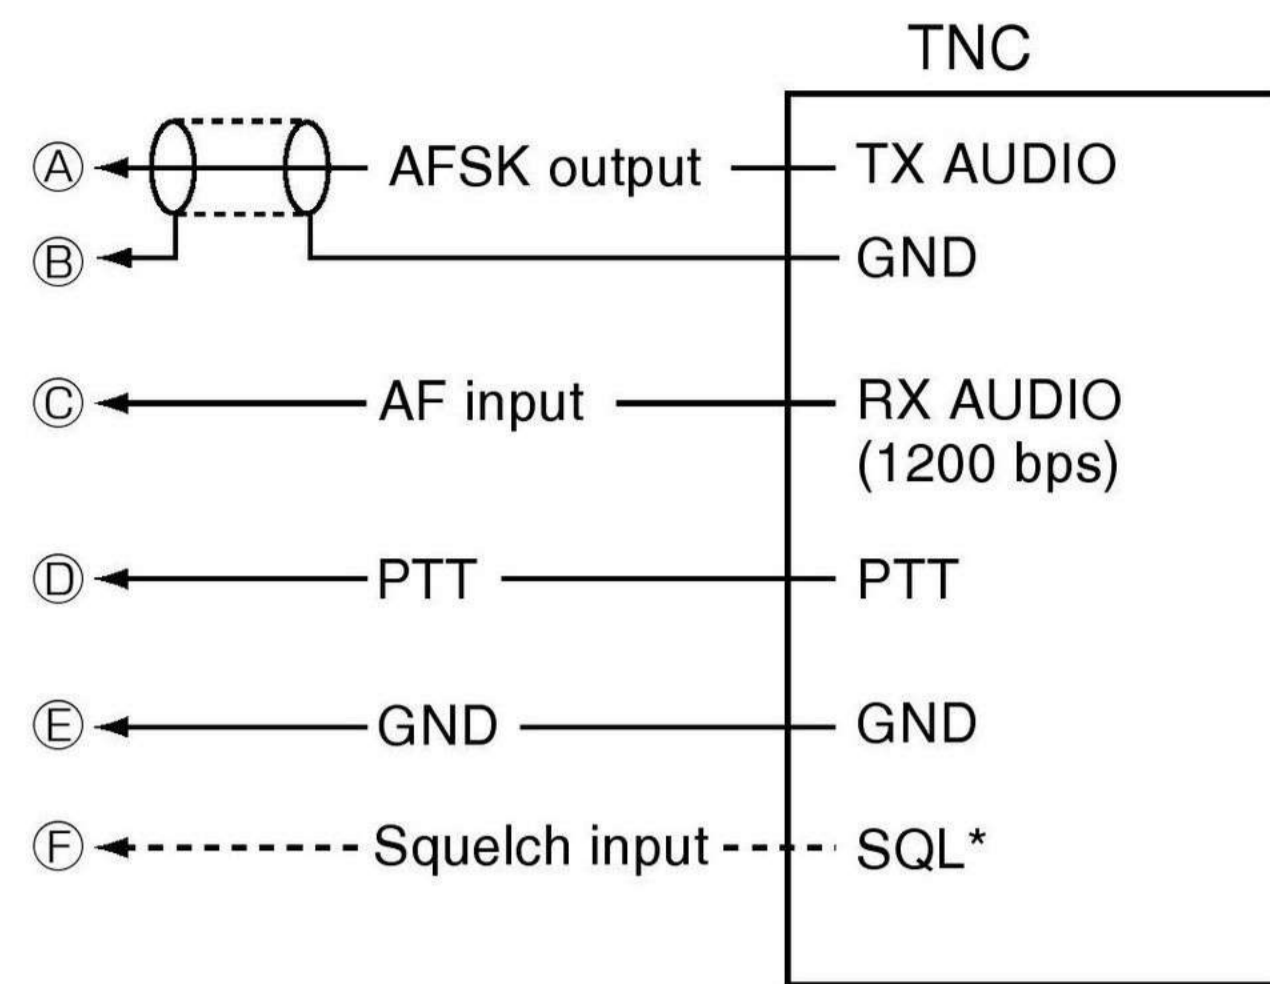 TNC
Ⓐ AFSK output TX AUDIO
Ⓑ GND
Ⓒ AF input RX AUDIO
(1200 bps)
Ⓓ PTT PTT
Ⓔ GND GND
Ⓕ Squelch input SQL*